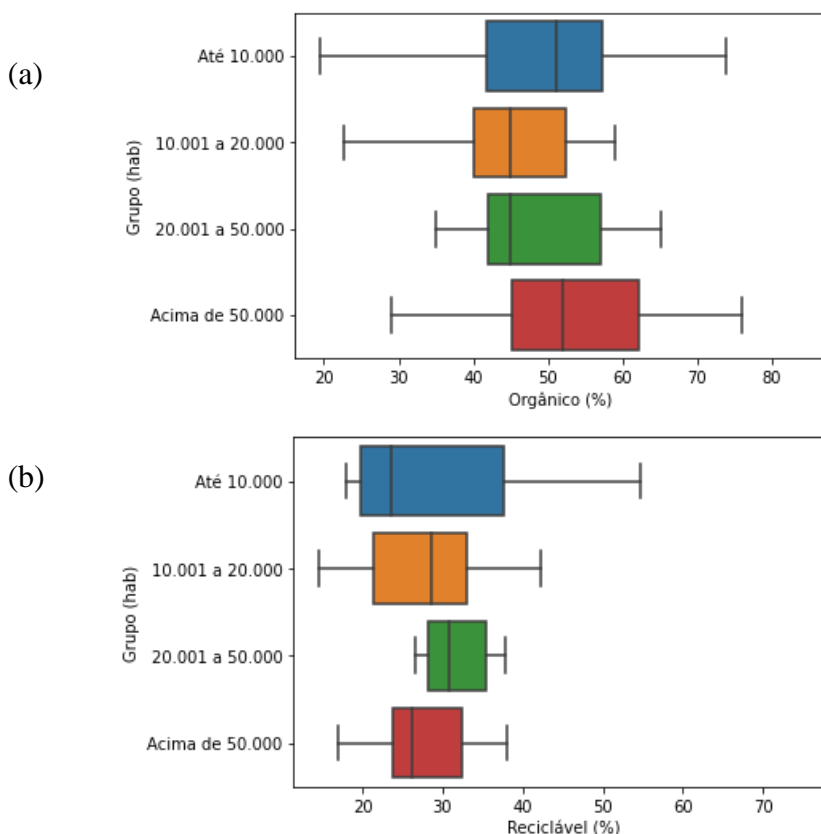 (a)
Grupo (hab)
Até 10.000
10.001 a 20.000
20.001 a 50.000
Acima de 50.000
20 30 40 50 60 70 80
Orgânico (%)
(b)
Grupo (hab)
Até 10.000
10.001 a 20.000
20.001 a 50.000
Acima de 50.000
20 30 40 50 60 70
Reciclável (%)